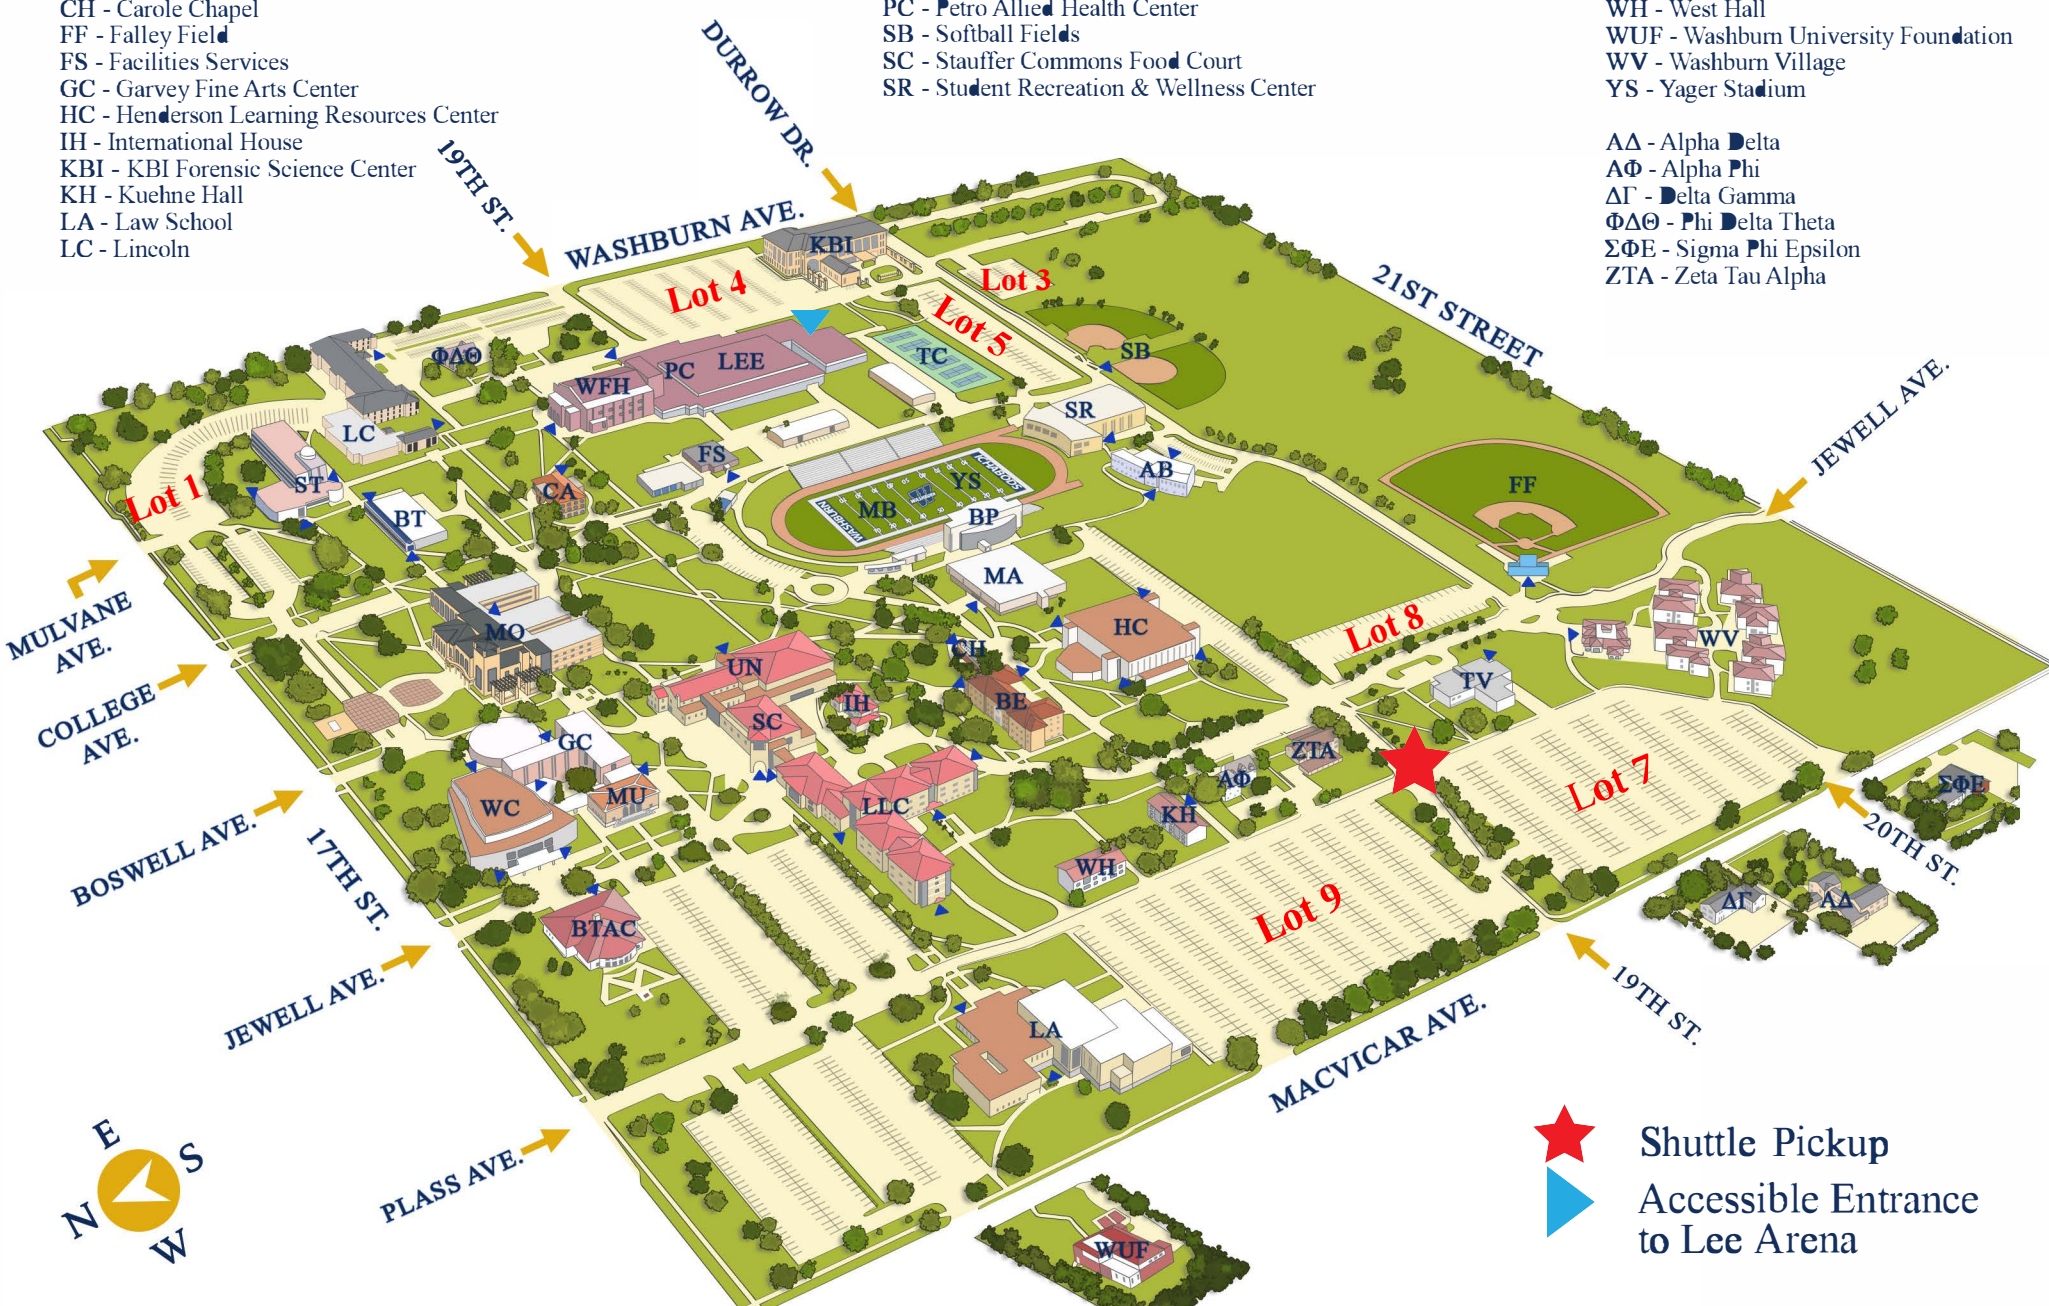 CH - Carole Chapel
FF - Falley Field
FS - Facilities Services
GC - Garvey Fine Arts Center
HC - Henderson Learning Resources Center
IH - International House
KBI - KBI Forensic Science Center
KH - Kuehne Hall
LA - Law School
LC - Lincoln
PC - Petro Allied Health Center
SB - Softball Fields
SC - Stauffer Commons Food Court
SR - Student Recreation & Wellness Center
WH - West Hall
WUF - Washburn University Foundation
WV - Washburn Village
YS - Yager Stadium
ΑΔ - Alpha Delta
ΑΦ - Alpha Phi
ΔΓ - Delta Gamma
ΦΔΘ - Phi Delta Theta
ΣΦΕ - Sigma Phi Epsilon
ZTA - Zeta Tau Alpha
DURROW DR.
19TH ST.
WASHBURN AVE.
KBI
21ST STREET
Lot 4
Lot 3
Lot 5
ΦΔΘ
LEE
PC
WFH
TC
SB
SR
JEWELL AVE.
LC
FS
AB
ST
Lot 1
CA
YS
MB
BP
ICHABODS
WASHBURN
FF
BT
MA
MULVANE
AVE.
MO
HC
CH
Lot 8
WV
UN
TV
COLLEGE
AVE.
IH
BE
SC
GC
ZTA
ΑΦ
Lot 7
ΣΦΕ
WC
MU
LLC
KH
20TH ST.
BOSWELL AVE.
17TH ST.
WH
Lot 9
ΔΓ
ΑΔ
BTAC
JEWELL AVE.
19TH ST.
LA
MACVICAR AVE.
PLASS AVE.
E
S
N
W
WUF
Shuttle Pickup
Accessible Entrance
to Lee Arena